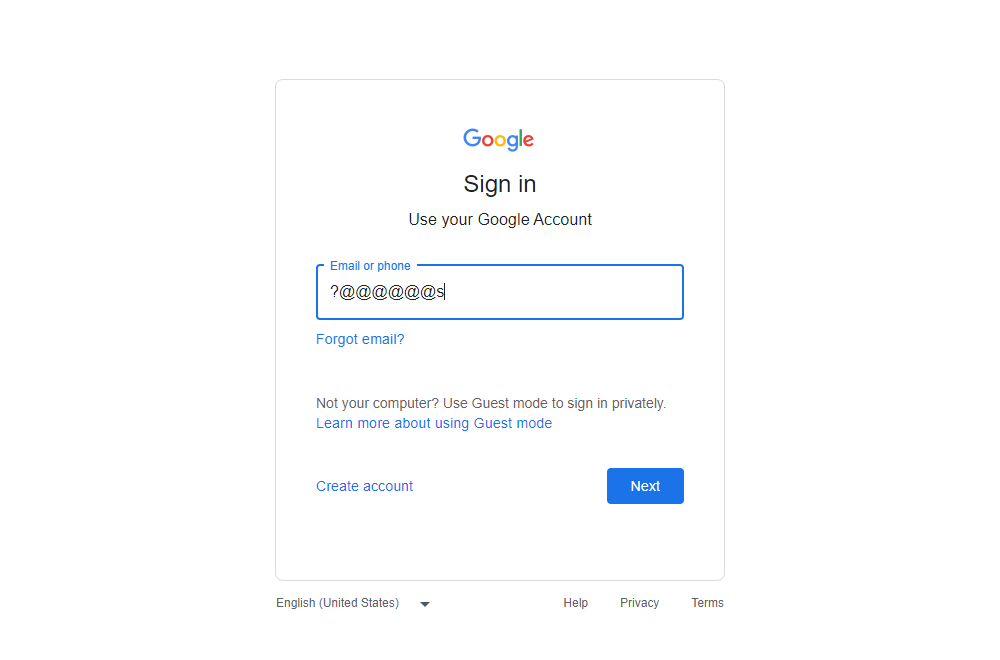 Google
Sign in
Use your Google Account
Email or phone
?@@@@@@s
Forgot email?
Not your computer? Use Guest mode to sign in privately.
Learn more about using Guest mode
Create account
Next
English (United States)
Help
Privacy
Terms